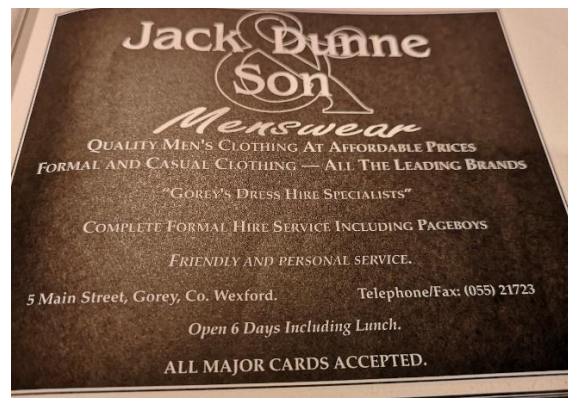 Jack Dunne
& Son
Menswear
QUALITY MEN'S CLOTHING AT AFFORDABLE PRICES
FORMAL AND CASUAL CLOTHING — ALL THE LEADING BRANDS
"GOREY'S DRESS HIRE SPECIALISTS"
COMPLETE FORMAL HIRE SERVICE INCLUDING PAGEBOYS
FRIENDLY AND PERSONAL SERVICE.
5 Main Street, Gorey, Co. Wexford. Telephone/Fax: (055) 21723
Open 6 Days Including Lunch.
ALL MAJOR CARDS ACCEPTED.